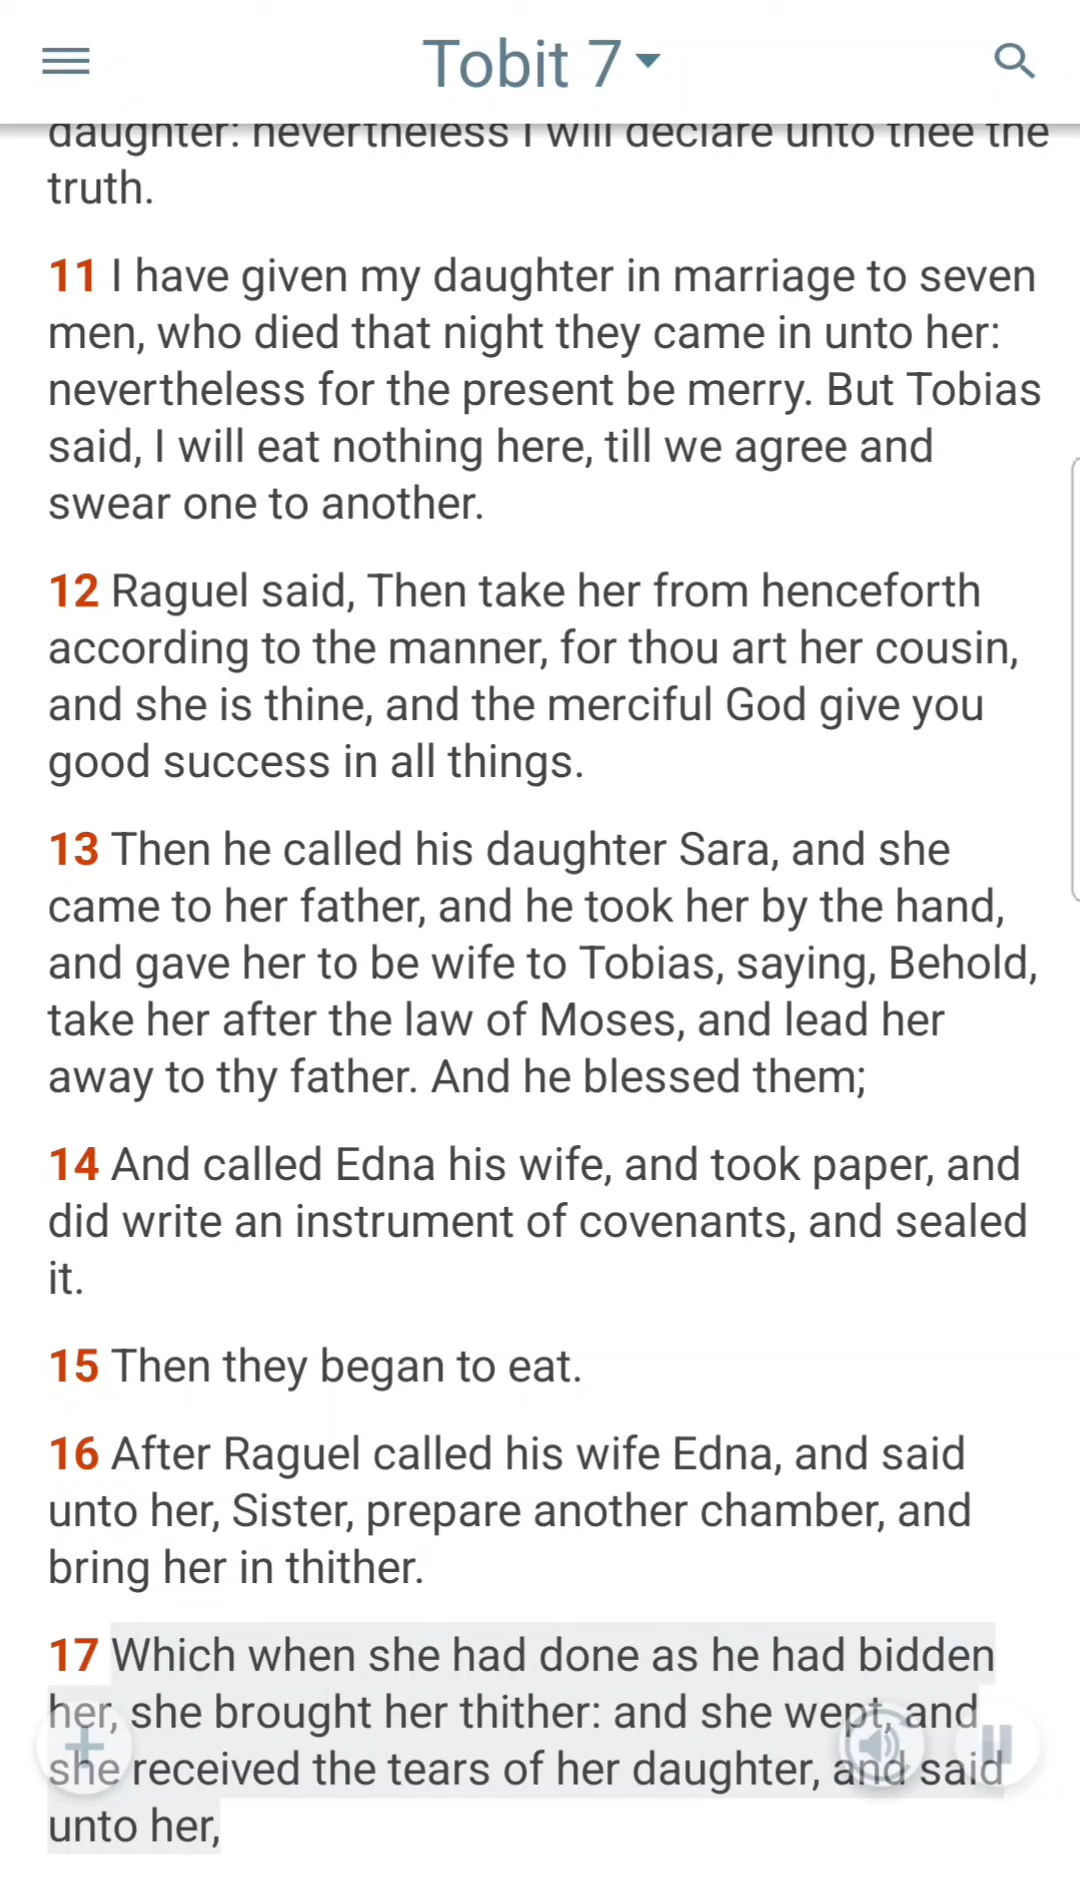 Tobit 7
daughter: nevertheless I will declare unto thee the
truth.
11 I have given my daughter in marriage to seven
men, who died that night they came in unto her:
nevertheless for the present be merry. But Tobias
said, I will eat nothing here, till we agree and
swear one to another.
12 Raguel said, Then take her from henceforth
according to the manner, for thou art her cousin,
and she is thine, and the merciful God give you
good success in all things.
13 Then he called his daughter Sara, and she
came to her father, and he took her by the hand,
and gave her to be wife to Tobias, saying, Behold,
take her after the law of Moses, and lead her
away to thy father. And he blessed them;
14 And called Edna his wife, and took paper, and
did write an instrument of covenants, and sealed
it.
15 Then they began to eat.
16 After Raguel called his wife Edna, and said
unto her, Sister, prepare another chamber, and
bring her in thither.
17 Which when she had done as he had bidden
her, she brought her thither: and she wept, and
she received the tears of her daughter, and said
unto her,